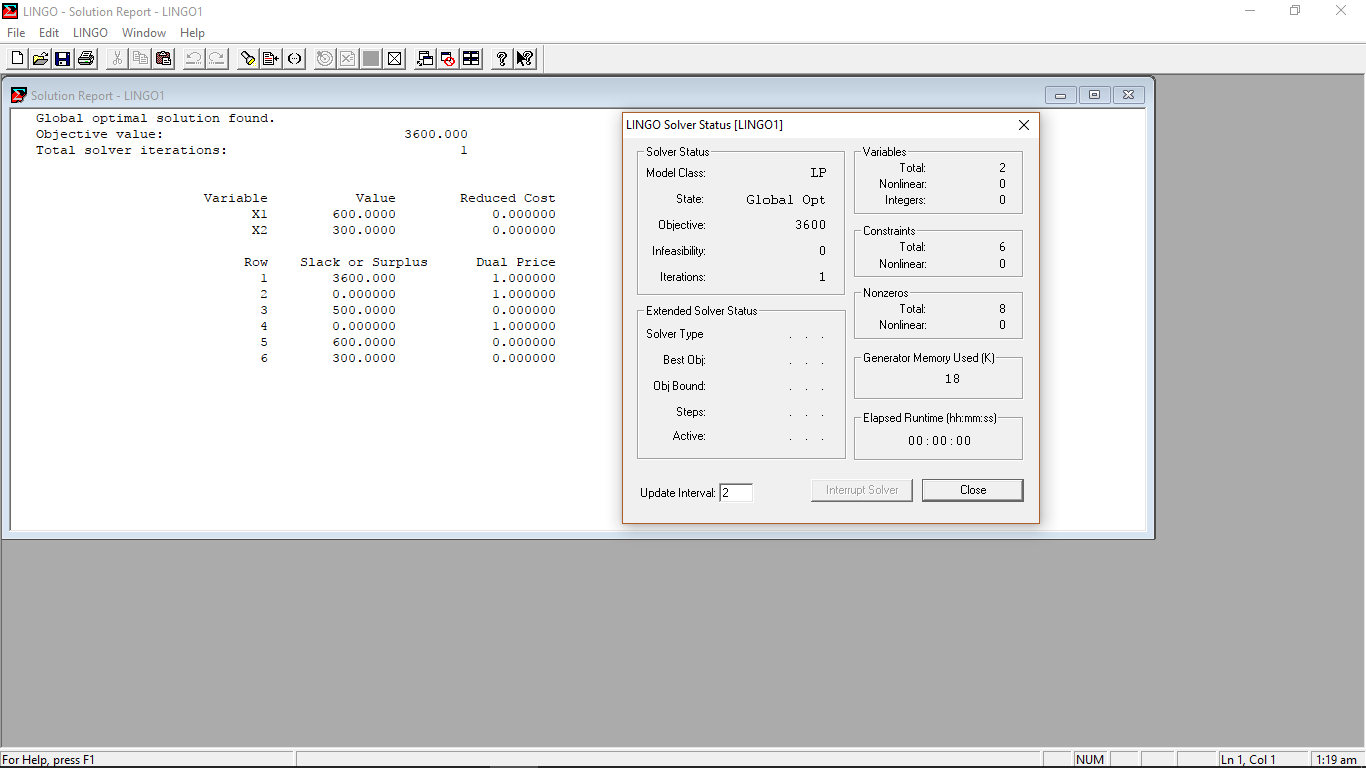 LINGO - Solution Report - LINGO1
File Edit LINGO Window Help
Solution Report - LINGO1
Global optimal solution found.
Objective value: 3600.000
Total solver iterations: 1
Variable Value Reduced Cost
X1 600.0000 0.000000
X2 300.0000 0.000000
Row Slack or Surplus Dual Price
1 3600.000 1.000000
2 0.000000 1.000000
3 500.0000 0.000000
4 0.000000 1.000000
5 600.0000 0.000000
6 300.0000 0.000000
LINGO Solver Status [LINGO1]
Solver Status
Model Class: LP
State: Global Opt
Objective: 3600
Infeasibility: 0
Iterations: 1
Extended Solver Status
Solver Type . . .
Best Obj: . . .
Obj Bound: . . .
Steps: . . .
Active: . . .
Variables
Total: 2
Nonlinear: 0
Integers: 0
Constraints
Total: 6
Nonlinear: 0
Nonzeros
Total: 8
Nonlinear: 0
Generator Memory Used (K)
18
Elapsed Runtime (hh:mm:ss)
00:00:00
Update Interval: 2
Interrupt Solver
Close
For Help, press F1
NUM
Ln 1, Col 1
1:19 am